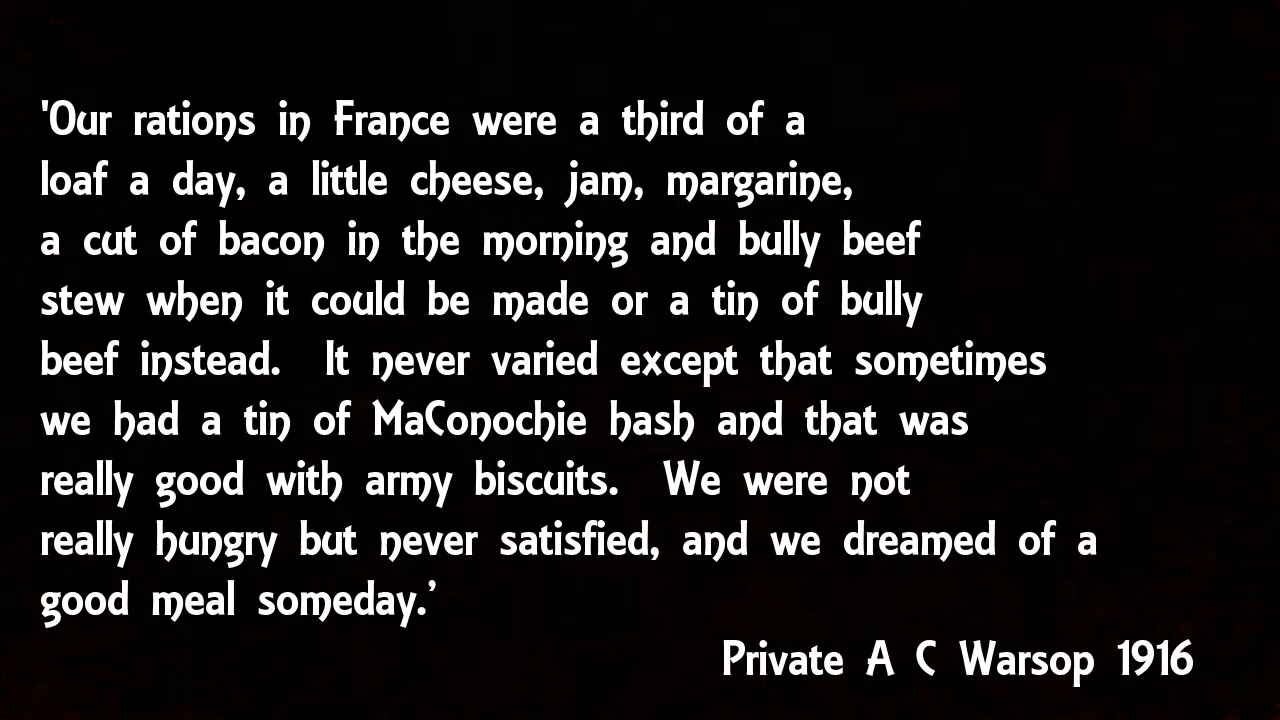 'Our rations in France were a third of a
loaf a day, a little cheese, jam, margarine,
a cut of bacon in the morning and bully beef
stew when it could be made or a tin of bully
beef instead.  It never varied except that sometimes
we had a tin of MaConochie hash and that was
really good with army biscuits.  We were not
really hungry but never satisfied, and we dreamed of a
good meal someday.’
Private A C Warsop 1916